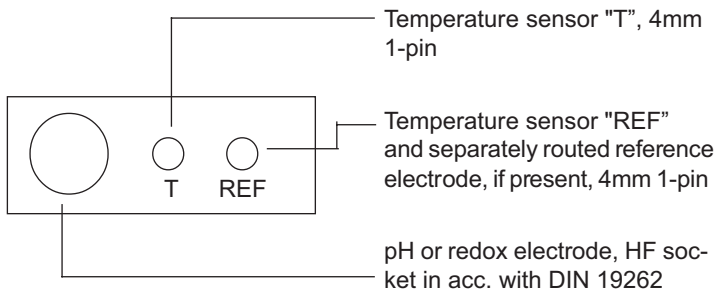 Temperature sensor "T”, 4mm
1-pin
Temperature sensor "REF”
and separately routed reference
electrode, if present, 4mm 1-pin
T REF
pH or redox electrode, HF soc-
ket in acc. with DIN 19262